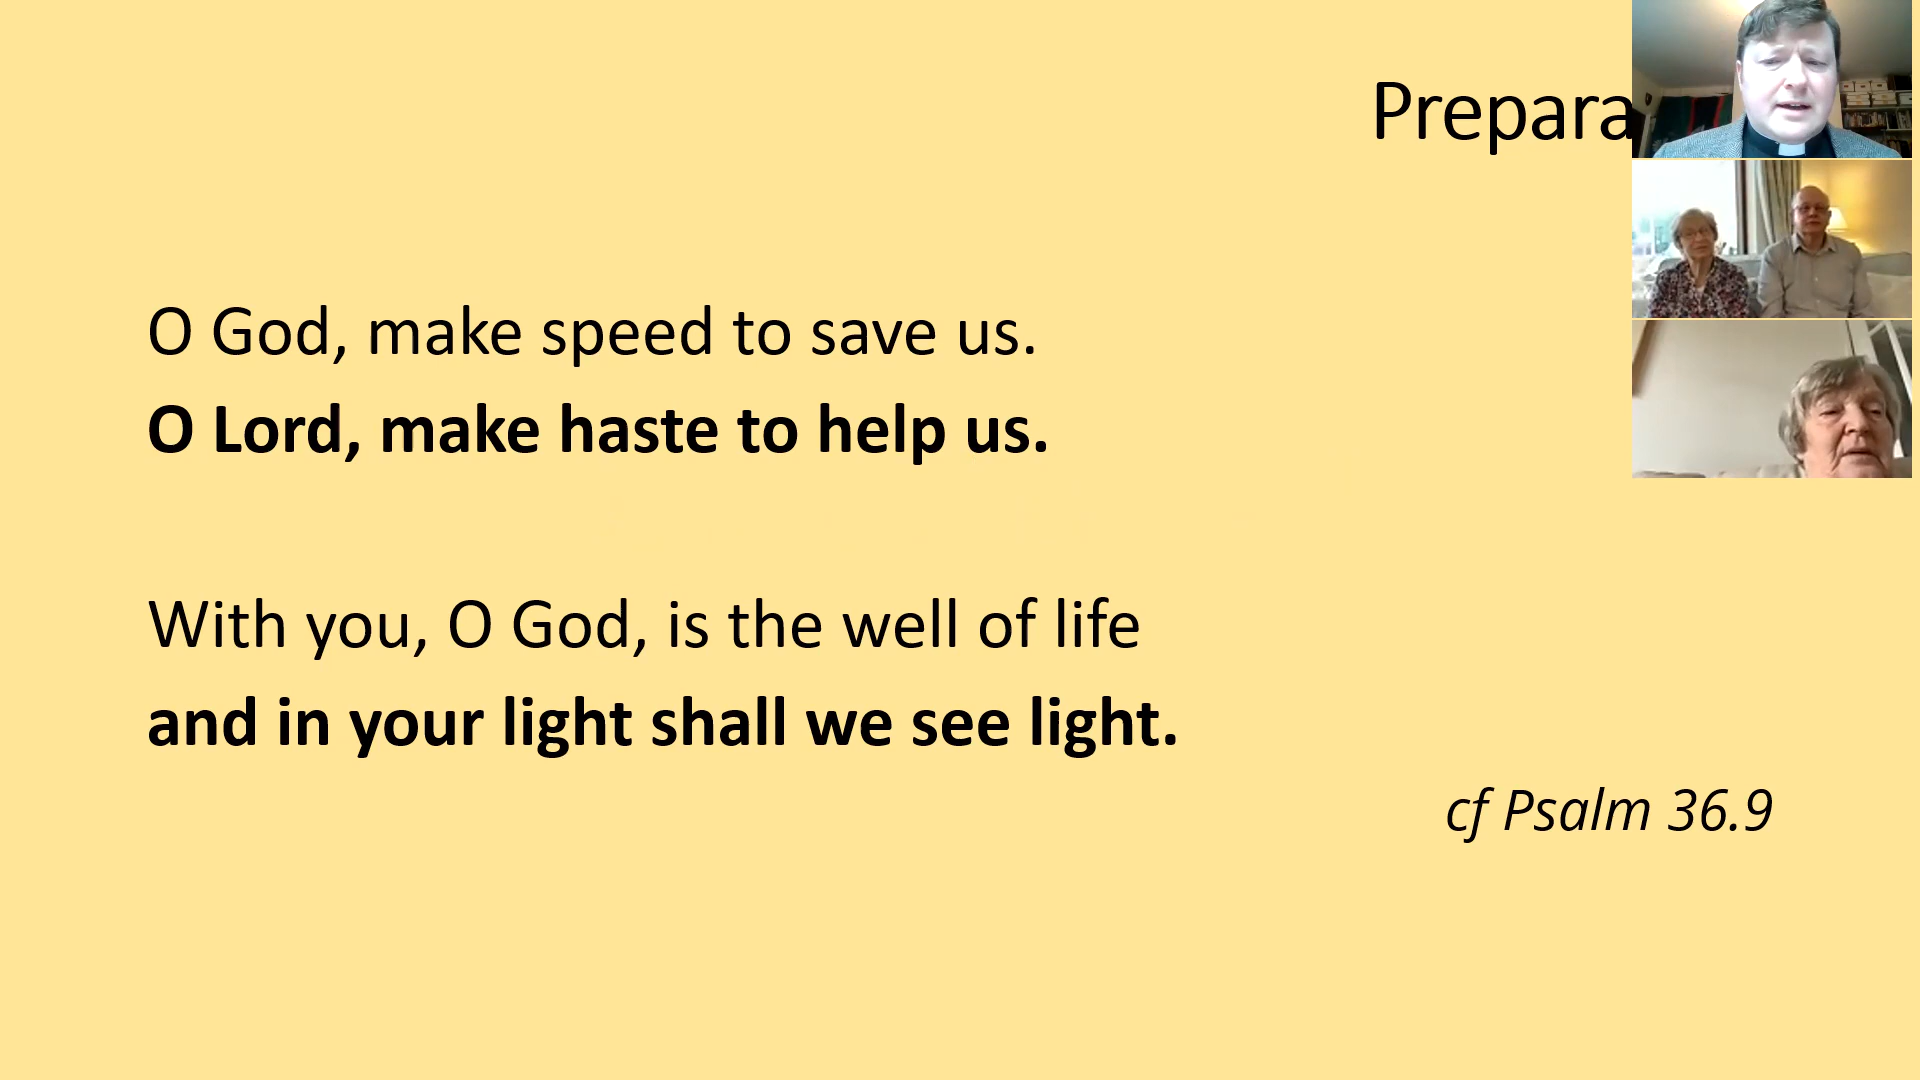 Prepara
O God, make speed to save us.
O Lord, make haste to help us.
With you, O God, is the well of life
and in your light shall we see light.
cf Psalm 36.9